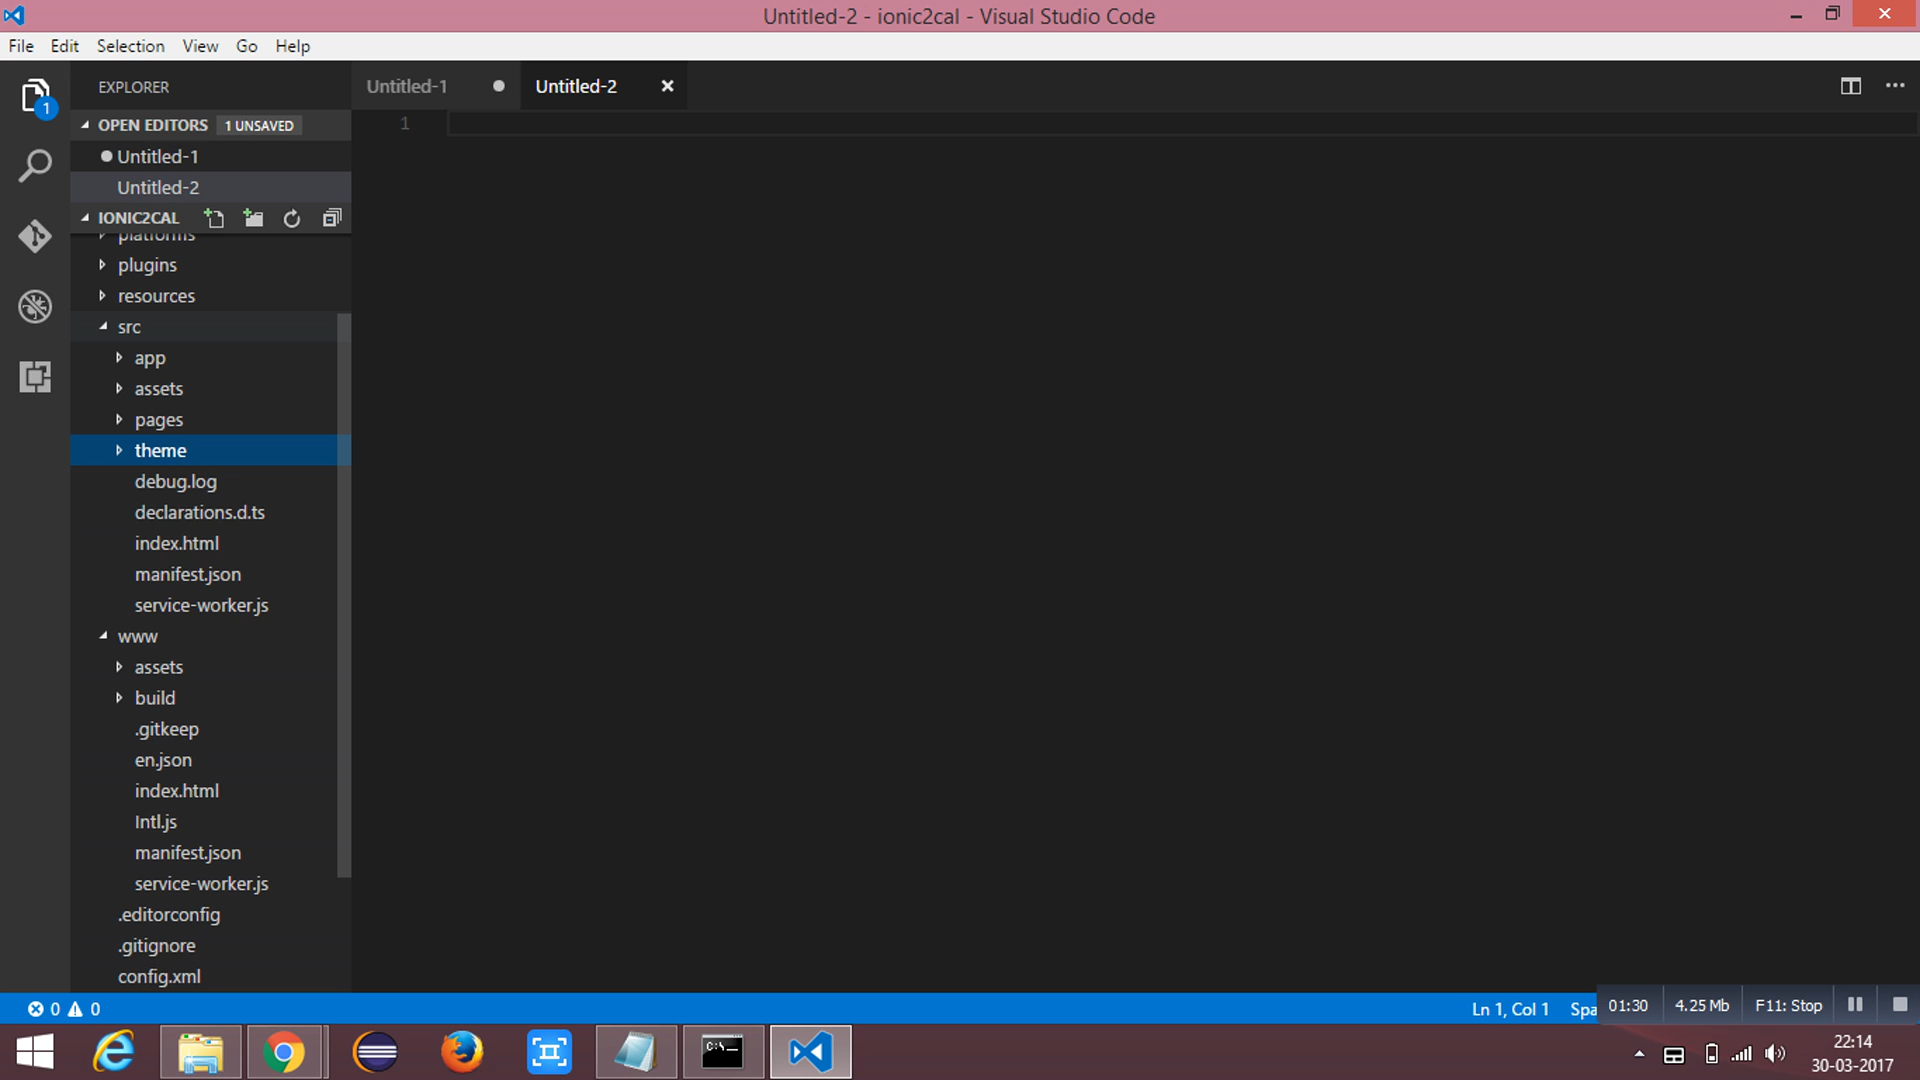 Untitled-2 - ionic2cal - Visual Studio Code
File Edit Selection View Go Help
EXPLORER
Untitled-1 Untitled-2
1
OPEN EDITORS 1 UNSAVED
1
Untitled-1
Untitled-2
IONIC2CAL
platforms
plugins
resources
src
app
assets
pages
theme
debug.log
declarations.d.ts
index.html
manifest.json
service-worker.js
www
assets
build
.gitkeep
en.json
index.html
Intl.js
manifest.json
service-worker.js
.editorconfig
.gitignore
config.xml
0 0 Ln 1, Col 1 Spa 01:30 4.25 Mb F11: Stop
C:\_
22:14
30-03-2017